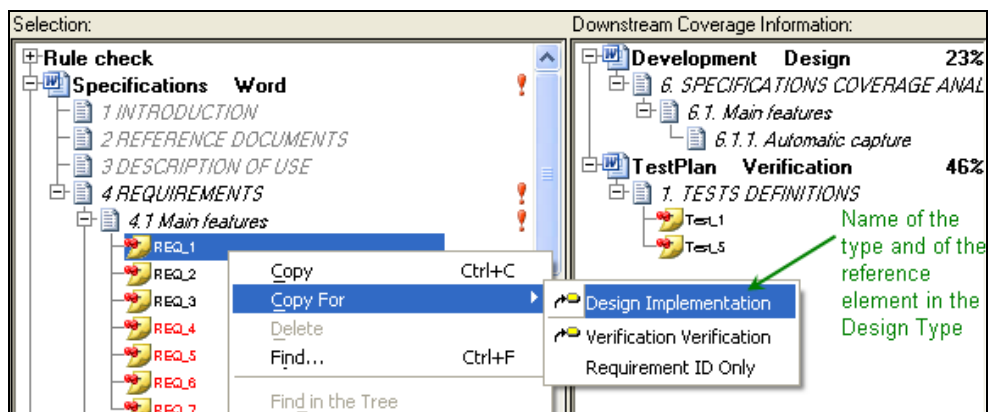 Selection:
Rule check
Specifications Word
1 INTRODUCTION
2 REFERENCE DOCUMENTS
3 DESCRIPTION OF USE
4 REQUIREMENTS
4.1 Main features
REQ_1
REQ_2
REQ_3
REQ_4
REQ_5
REQ_6
REQ_7
Copy Ctrl+C
Copy For
Delete
Find... Ctrl+F
Find in the Tree
Design Implementation
Verification Verification
Requirement ID Only
Downstream Coverage Information:
Development Design 23%
6. SPECIFICATIONS COVERAGE ANAL
6.1. Main features
6.1.1. Automatic capture
TestPlan Verification 46%
1. TESTS DEFINITIONS
Test_1
Test_5
Name of the
type and of the
reference
element in the
Design Type